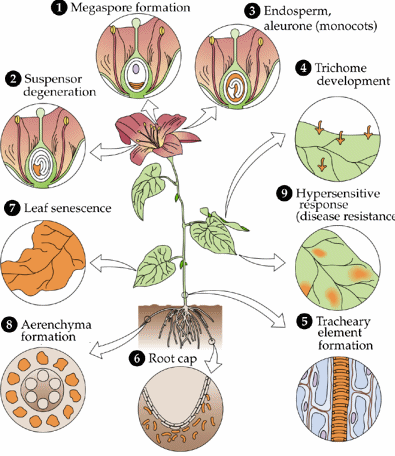 1 Megaspore formation
3 Endosperm,
aleurone (monocots)
2 Suspensor
degeneration
4 Trichome
development
7 Leaf senescence
9 Hypersensitive
response
(disease resistance
8 Aerenchyma
formation
6 Root cap
5 Tracheary
element
formation